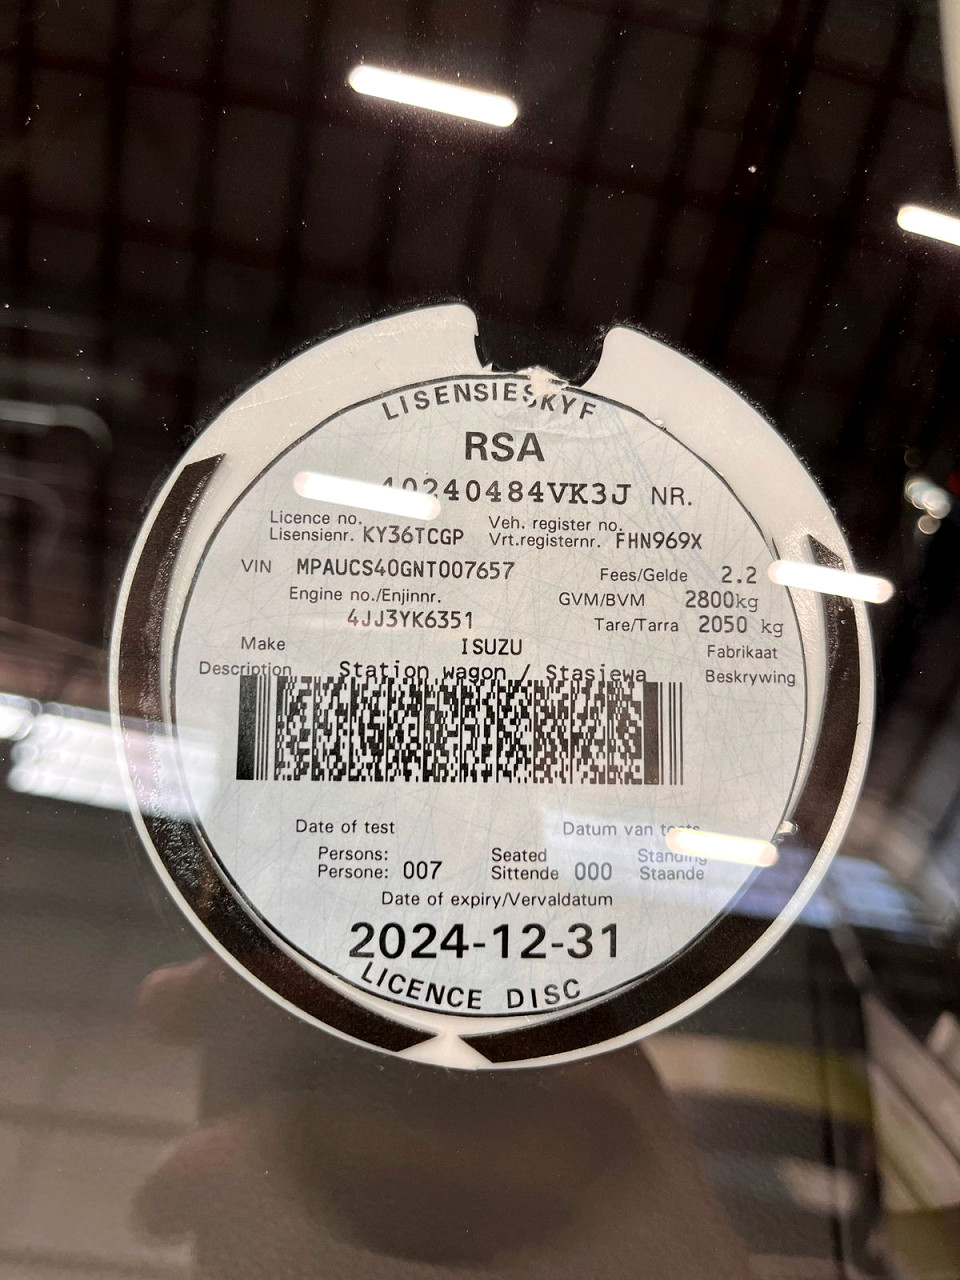 LISENSIESKYF
RSA
40240484VK3J NR.
Licence no. Veh. register no.
Lisensienr. KY36TCGP Vrt.registernr. FHN969X
VIN MPAUCS40GNT007657 Fees/Gelde 2.2
Engine no./Enjinnr. GVM/BVM 2800kg
4JJ3YK6351 Tare/Tarra 2050 kg
Make ISUZU Fabrikaat
Description Station wagon / Stasiewa Beskrywing
Date of test Datum van toets
Persons: Seated Standing
Persone: 007 Sittende 000 Staande
Date of expiry/Vervaldatum
2024-12-31
LICENCE DISC